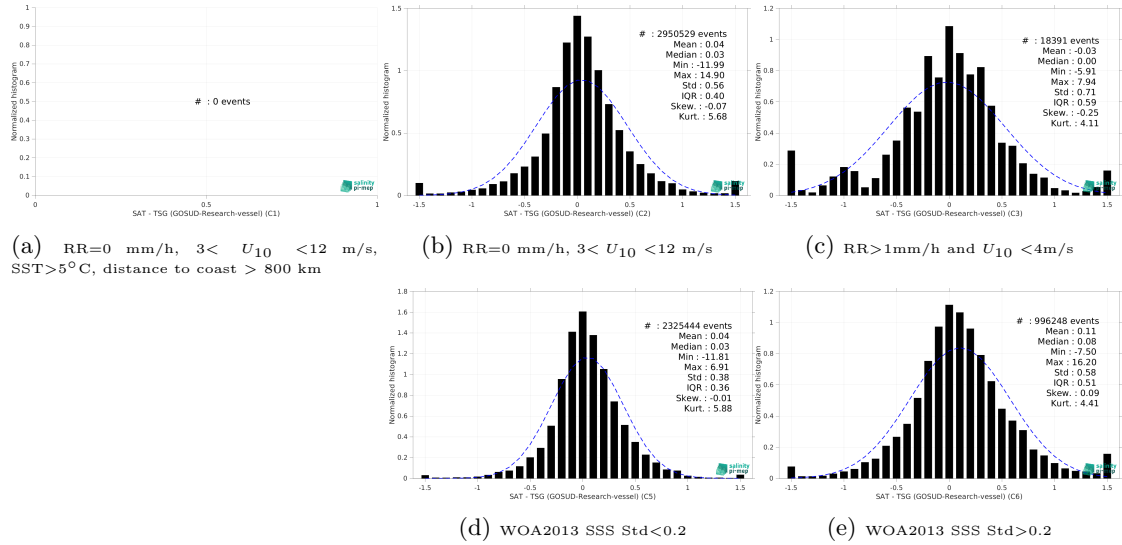 1
0.9
0.8
0.7
0.6
0.5
0.4
0.3
0.2
0.1
0
0
0.5
1
Normalized histogram
# : 0 events
salinity
pi-mep
SAT - TSG (GOSUD-Research-vessel) (C1)
(a) RR=0 mm/h, 3< U10 <12 m/s,
SST>5°C, distance to coast > 800 km
1.5
1
0.5
0
-1.5
-1
-0.5
0
0.5
1
1.5
Normalized histogram
# : 2950529 events
Mean : 0.04
Median : 0.03
Min : -11.99
Max : 14.90
Std : 0.56
IQR : 0.40
Skew. : -0.07
Kurt. : 5.68
salinity
pi-mep
SAT - TSG (GOSUD-Research-vessel) (C2)
(b) RR=0 mm/h, 3< U10 <12 m/s
1.2
1
0.8
0.6
0.4
0.2
0
-1.5
-1
-0.5
0
0.5
1
1.5
Normalized histogram
# : 18391 events
Mean : -0.03
Median : 0.00
Min : -5.91
Max : 7.94
Std : 0.71
IQR : 0.59
Skew. : -0.25
Kurt. : 4.11
salinity
pi-mep
SAT - TSG (GOSUD-Research-vessel) (C3)
(c) RR>1mm/h and U10 <4m/s
1.8
1.6
1.4
1.2
1
0.8
0.6
0.4
0.2
0
-1.5
-1
-0.5
0
0.5
1
1.5
Normalized histogram
# : 2325444 events
Mean : 0.04
Median : 0.03
Min : -11.81
Max : 6.91
Std : 0.38
IQR : 0.36
Skew. : -0.01
Kurt. : 5.88
salinity
pi-mep
SAT - TSG (GOSUD-Research-vessel) (C5)
(d) WOA2013 SSS Std<0.2
1.2
1
0.8
0.6
0.4
0.2
0
-1.5
-1
-0.5
0
0.5
1
1.5
Normalized histogram
# : 996248 events
Mean : 0.11
Median : 0.08
Min : -7.50
Max : 16.20
Std : 0.58
IQR : 0.51
Skew. : 0.09
Kurt. : 4.41
salinity
pi-mep
SAT - TSG (GOSUD-Research-vessel) (C6)
(e) WOA2013 SSS Std>0.2